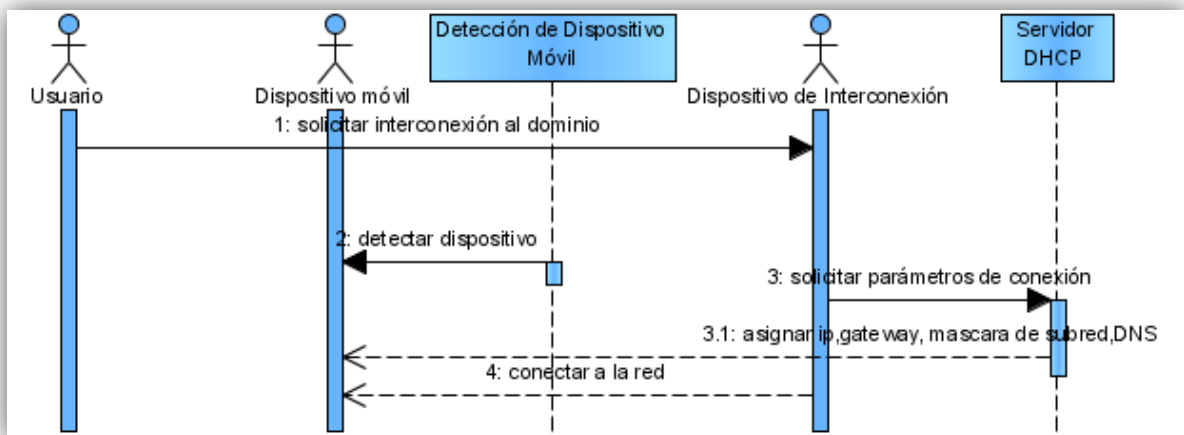 Detección de Dispositivo
Móvil
Servidor
DHCP
Usuario
Dispositivo móvil
Dispositivo de Interconexión
1: solicitar interconexión al dominio
2: detectar dispositivo
3: solicitar parámetros de conexión
3.1: asignar ip,gateway, mascara de subred,DNS
4: conectar a la red